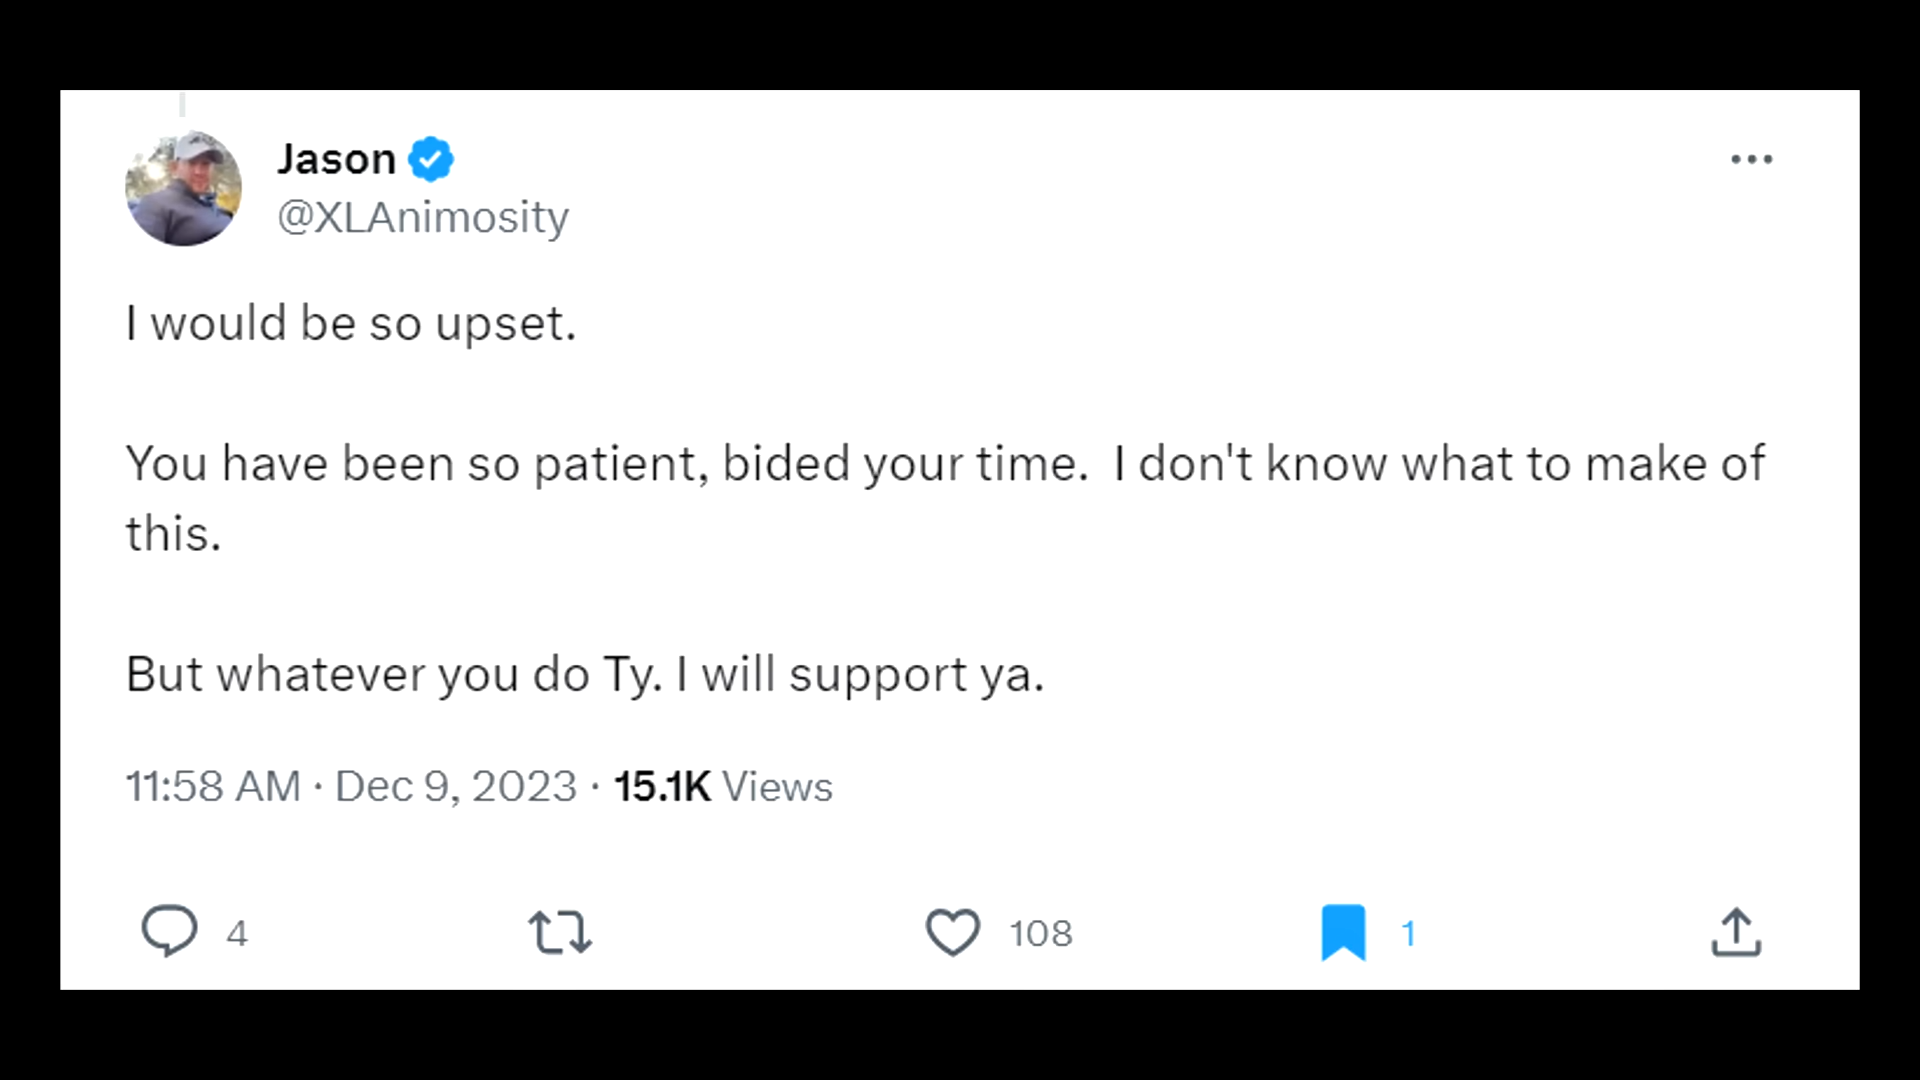 Jason
@XLAnimosity
I would be so upset.
You have been so patient, bided your time.  I don't know what to make of
this.
But whatever you do Ty. I will support ya.
11:58 AM · Dec 9, 2023 · 15.1K Views
4 108 1